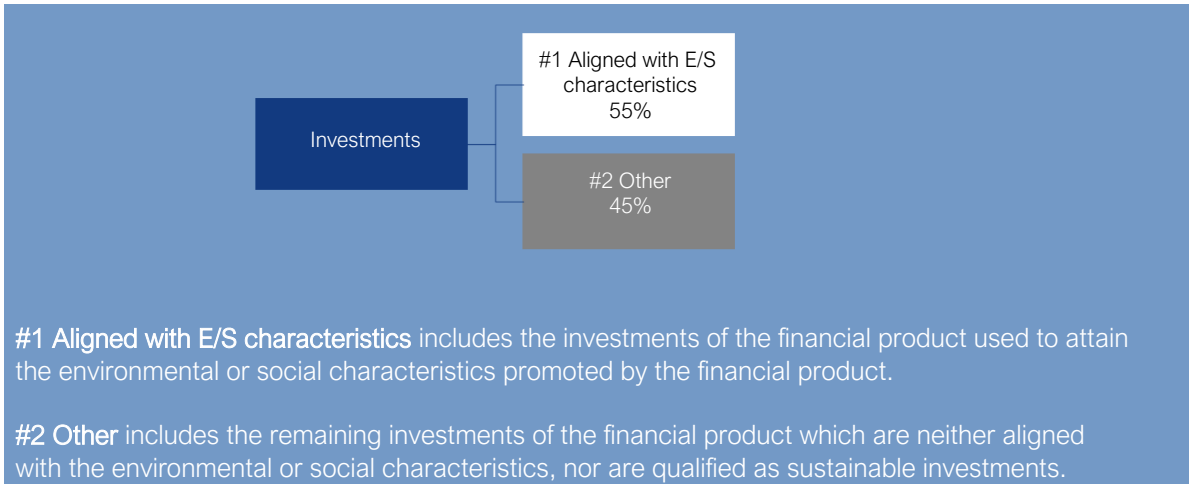 #1 Aligned with E/S
characteristics
55%
Investments
#2 Other
45%
#1 Aligned with E/S characteristics includes the investments of the financial product used to attain
the environmental or social characteristics promoted by the financial product.
#2 Other includes the remaining investments of the financial product which are neither aligned
with the environmental or social characteristics, nor are qualified as sustainable investments.